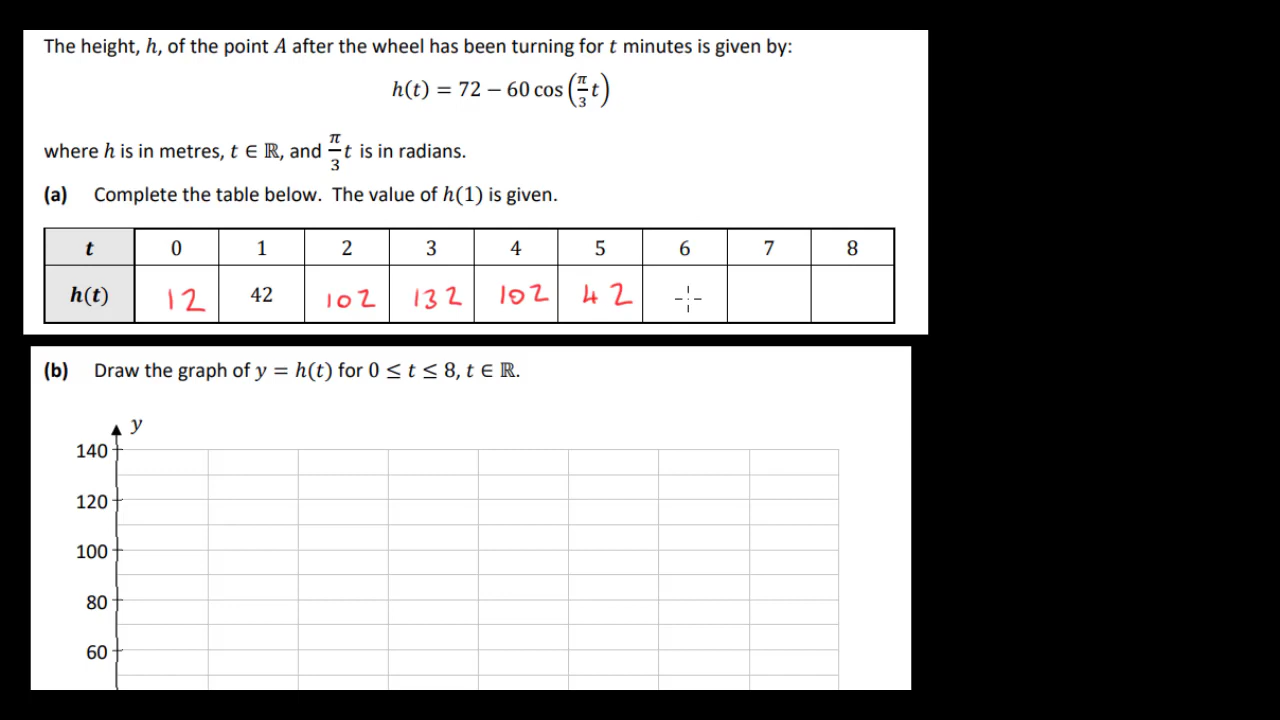 The height, h, of the point A after the wheel has been turning for t minutes is given by:
h(t) = 72 − 60 cos(π/3 t)
where h is in metres, t ∈ ℝ, and π/3 t is in radians.
(a) Complete the table below. The value of h(1) is given.
t 0 1 2 3 4 5 6 7 8
h(t) 12 42 102 132 102 42
(b) Draw the graph of y = h(t) for 0 ≤ t ≤ 8, t ∈ ℝ.
y
140
120
100
80
60